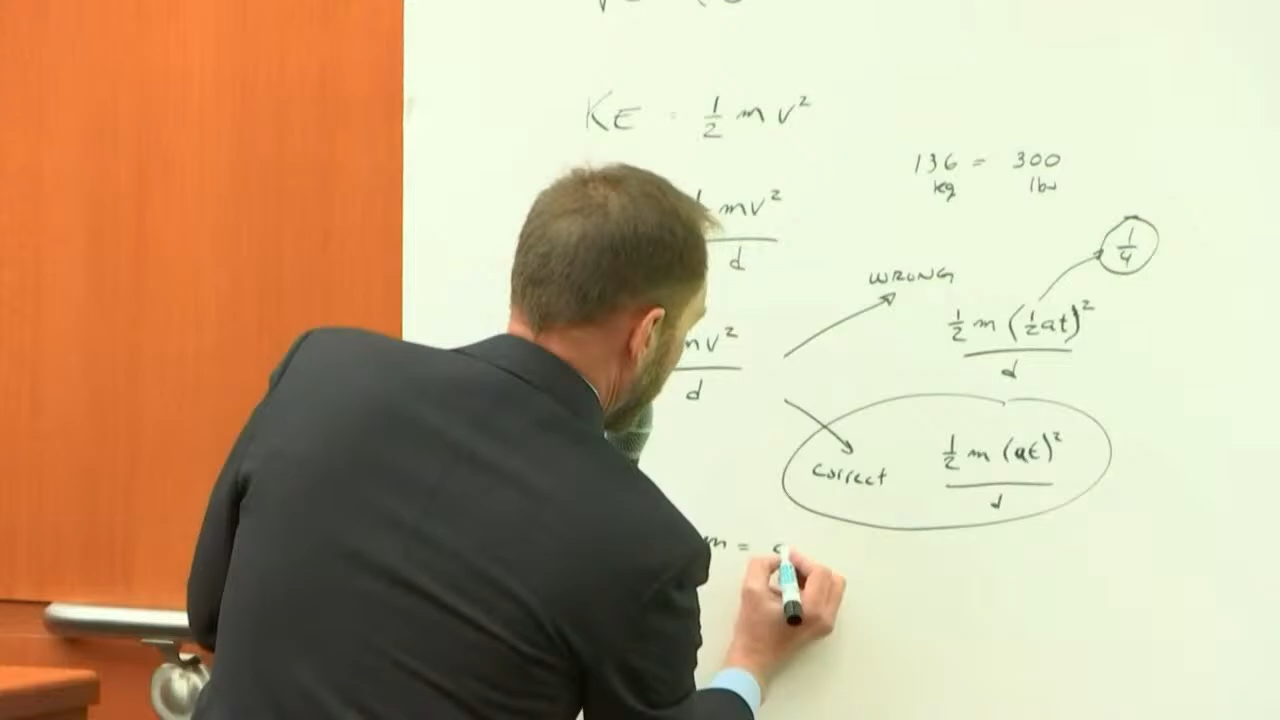 KE = 1/2 m v²
136 = 300
kg lbs
mv²
d
1/4
WRONG
1/2 m (1/2 at)²
d
mv²
d
correct 1/2 m (at)²
d
m =